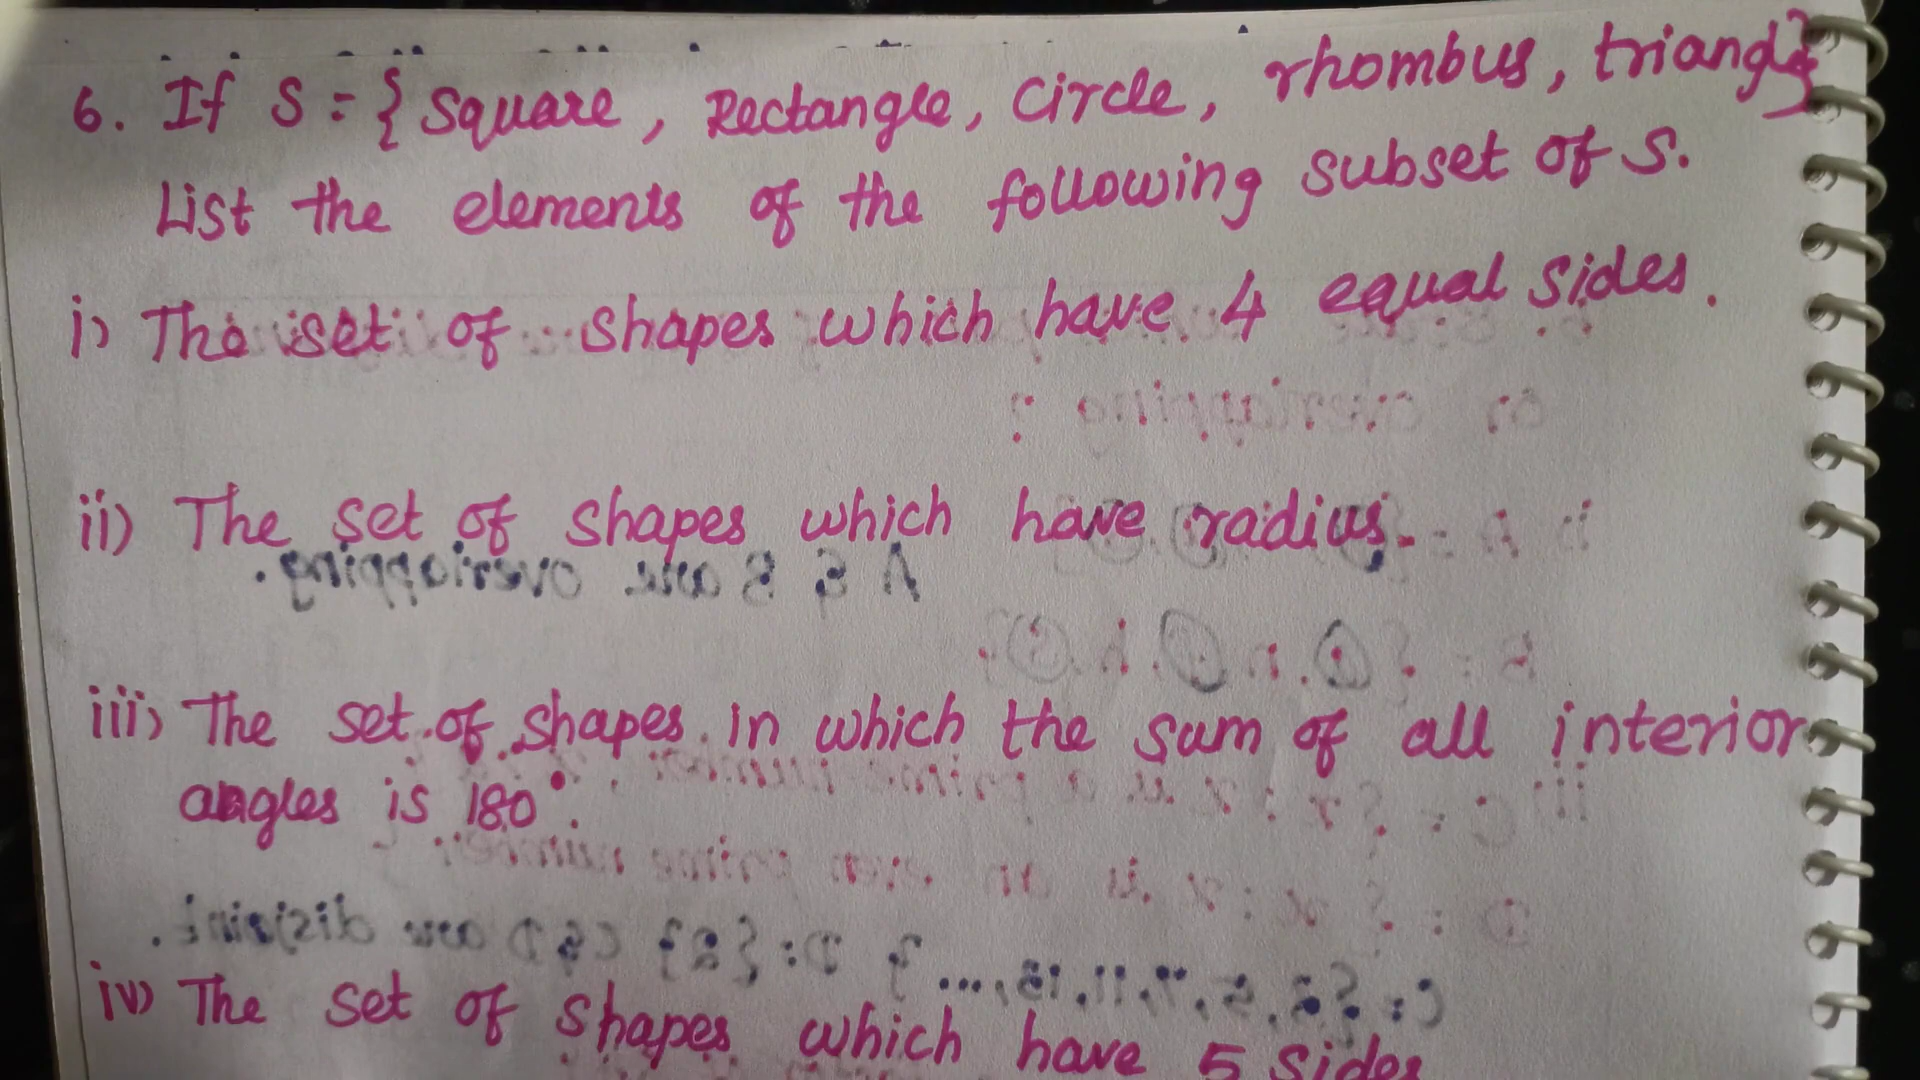 6. If S = { Square, Rectangle, Circle, rhombus, triangle}
List the elements of the following subset of S.
i) The set of shapes which have 4 equal sides.
ii) The set of shapes which have radius.
iii) The set of shapes in which the sum of all interior
angles is 180°.
iv) The set of shapes which have 5 sides